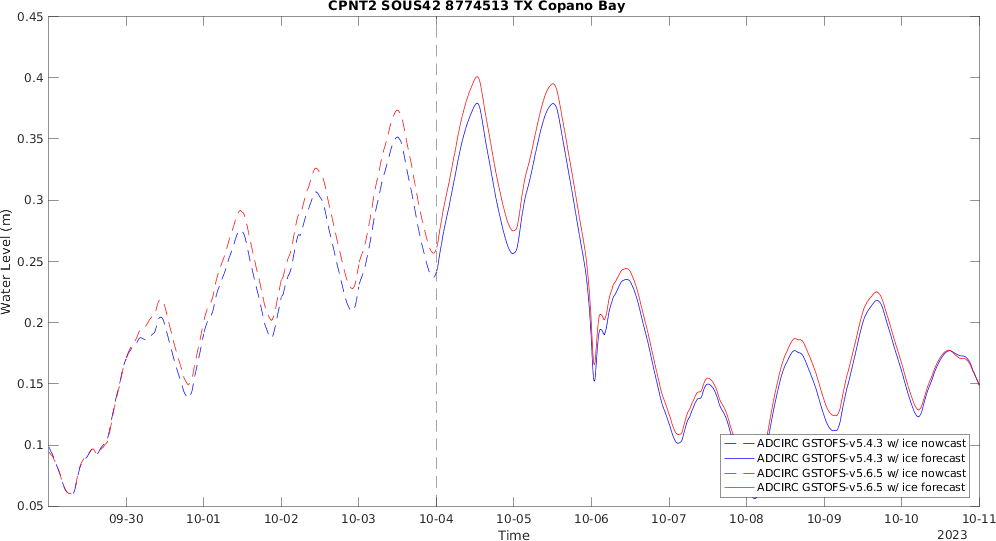 CPNT2 SOUS42 8774513 TX Copano Bay
0.45
0.4
0.35
0.3
0.25
0.2
0.15
0.1
0.05
Water Level (m)
ADCIRC GSTOFS-v5.4.3 w/ ice nowcast
ADCIRC GSTOFS-v5.4.3 w/ ice forecast
ADCIRC GSTOFS-v5.6.5 w/ ice nowcast
ADCIRC GSTOFS-v5.6.5 w/ ice forecast
09-30 10-01 10-02 10-03 10-04 10-05 10-06 10-07 10-08 10-09 10-10 10-11
Time
2023